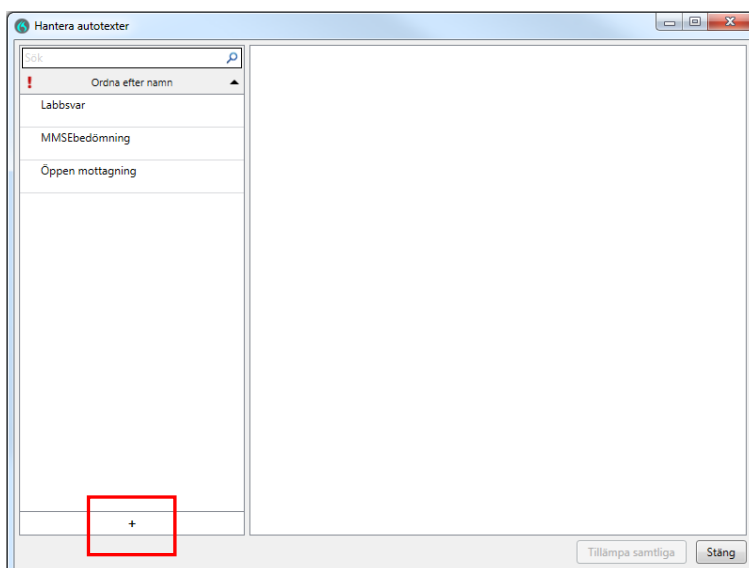 Hantera autotexter
Sök
! Ordna efter namn
Labbsvar
MMSEbedömning
Öppen mottagning
+
Tillämpa samtliga Stäng